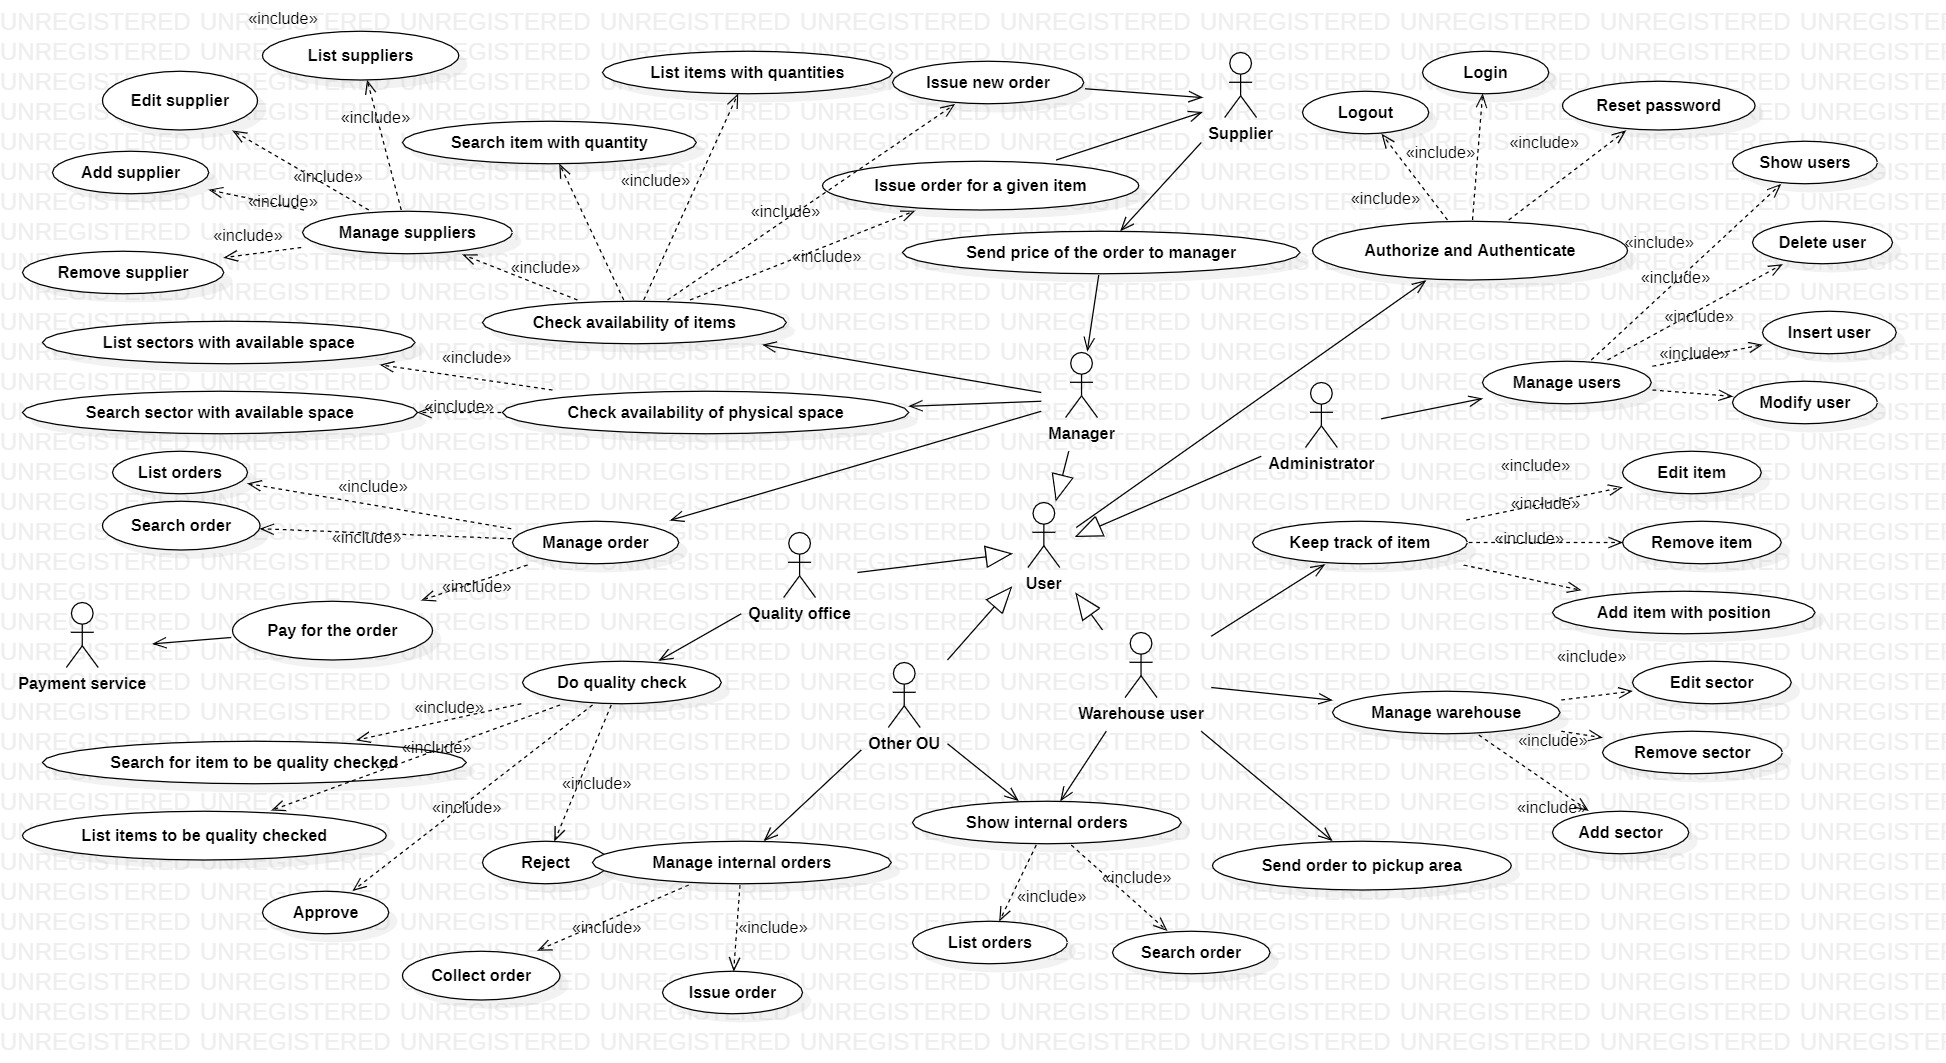 «include»
List suppliers
Edit supplier
«include»
Add supplier
«include»
«include»
Manage suppliers
«include»
Remove supplier
List items with quantities
Search item with quantity
«include»
Issue new order
Supplier
Issue order for a given item
«include»
«include»
«include»
Send price of the order to manager
Check availability of items
Login
Logout
Reset password
«include»
«include»
«include»
Authorize and Authenticate
Show users
«include»
Delete user
«include»
«include»
Insert user
«include»
Manage users
Modify user
List sectors with available space
«include»
Search sector with available space
«include»
Check availability of physical space
Manager
Administrator
List orders
«include»
Search order
«include»
Manage order
«include»
Pay for the order
Payment service
Quality office
User
«include»
Edit item
«include»
Keep track of item
«include»
Remove item
Add item with position
«include»
Edit sector
Manage warehouse
«include»
Remove sector
«include»
Add sector
Warehouse user
Other OU
Do quality check
«include»
«include»
Search for item to be quality checked
«include»
«include»
List items to be quality checked
Reject
Approve
Manage internal orders
Show internal orders
Send order to pickup area
«include»
«include»
«include»
«include»
Collect order
Issue order
List orders
Search order
UNREGISTERED